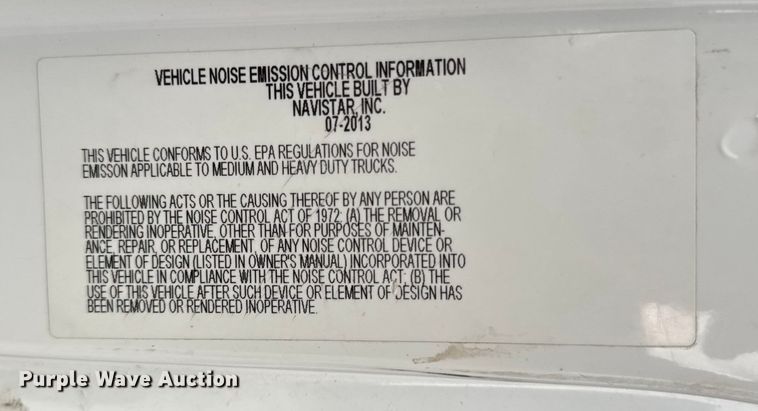 VEHICLE NOISE EMISSION CONTROL INFORMATION
THIS VEHICLE BUILT BY
NAVISTAR, INC.
07-2013
THIS VEHICLE CONFORMS TO U.S. EPA REGULATIONS FOR NOISE
EMISSON APPLICABLE TO MEDIUM AND HEAVY DUTY TRUCKS.
THE FOLLOWING ACTS OR THE CAUSING THEREOF BY ANY PERSON ARE
PROHIBITED BY THE NOISE CONTROL ACT OF 1972: (A) THE REMOVAL OR
RENDERING INOPERATIVE, OTHER THAN FOR PURPOSES OF MAINTEN-
ANCE, REPAIR, OR REPLACEMENT, OF ANY NOISE CONTROL DEVICE OR
ELEMENT OF DESIGN (LISTED IN OWNER'S MANUAL) INCORPORATED INTO
THIS VEHICLE IN COMPLIANCE WITH THE NOISE CONTROL ACT; (B) THE
USE OF THIS VEHICLE AFTER SUCH DEVICE OR ELEMENT OF DESIGN HAS
BEEN REMOVED OR RENDERED INOPERATIVE.
Purple Wave Auction